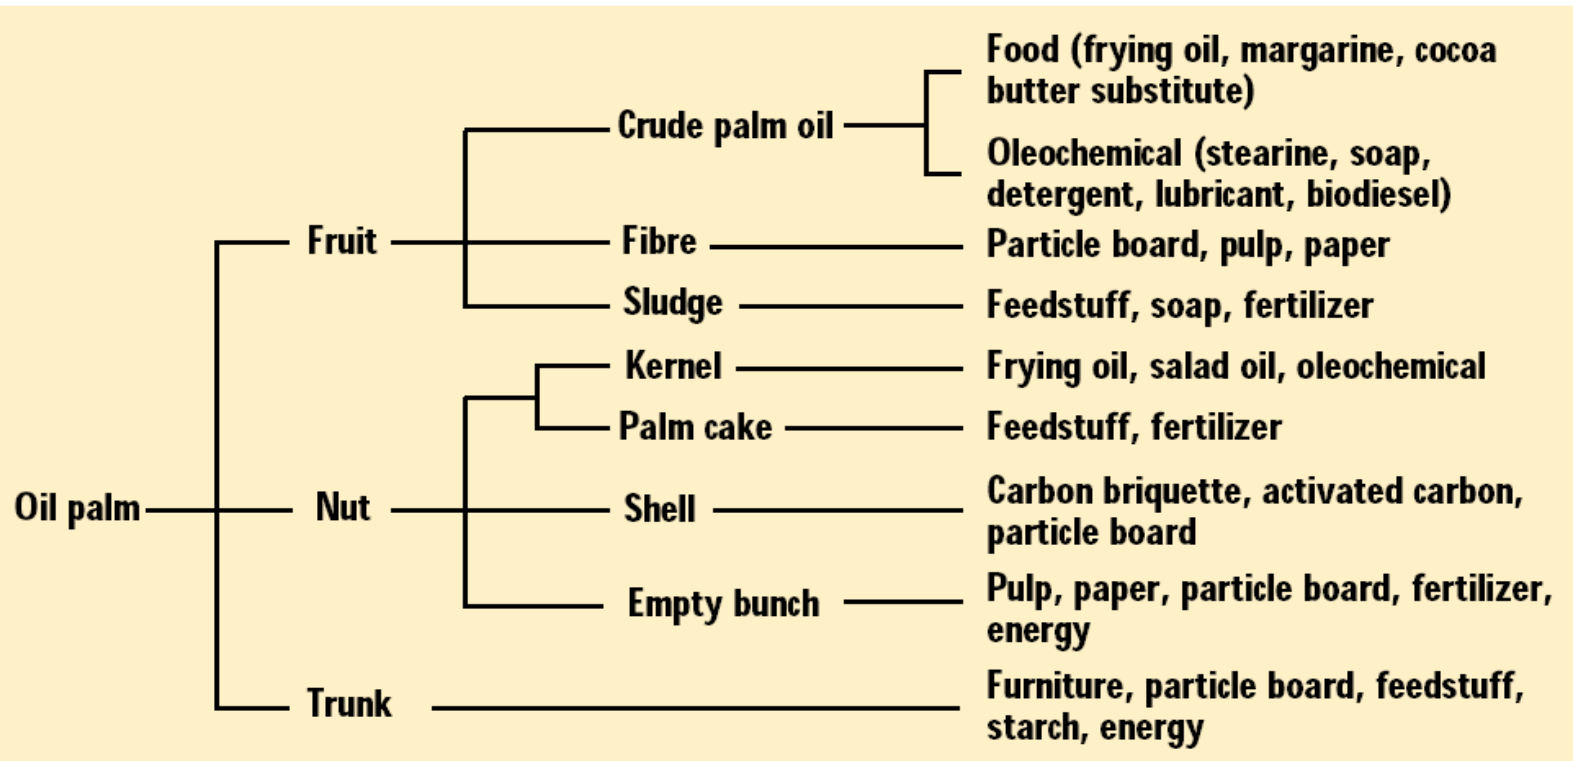 Food (frying oil, margarine, cocoa
butter substitute)
Crude palm oil
Oleochemical (stearine, soap,
detergent, lubricant, biodiesel)
Fruit
Fibre
Particle board, pulp, paper
Sludge
Feedstuff, soap, fertilizer
Kernel
Frying oil, salad oil, oleochemical
Palm cake
Feedstuff, fertilizer
Oil palm
Nut
Shell
Carbon briquette, activated carbon,
particle board
Empty bunch
Pulp, paper, particle board, fertilizer,
energy
Trunk
Furniture, particle board, feedstuff,
starch, energy